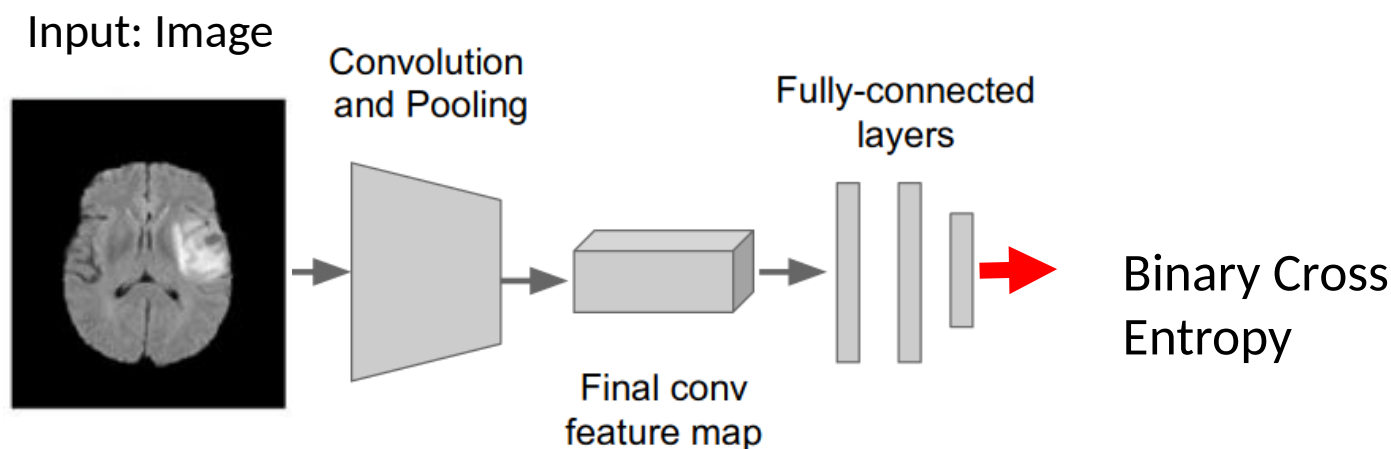 Input: Image
Convolution
and Pooling
Fully-connected
layers
Final conv
feature map
Binary Cross
Entropy